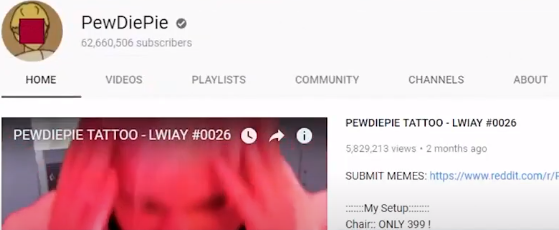 PewDiePie
62,660,506 subscribers
HOME VIDEOS PLAYLISTS COMMUNITY CHANNELS ABOUT
PEWDIEPIE TATTOO - LWIAY #0026
PEWDIEPIE TATTOO - LWIAY #0026
5,829,213 views • 2 months ago
SUBMIT MEMES: https://www.reddit.com/r/
:::::::My Setup::::::::
Chair:: ONLY 399 !